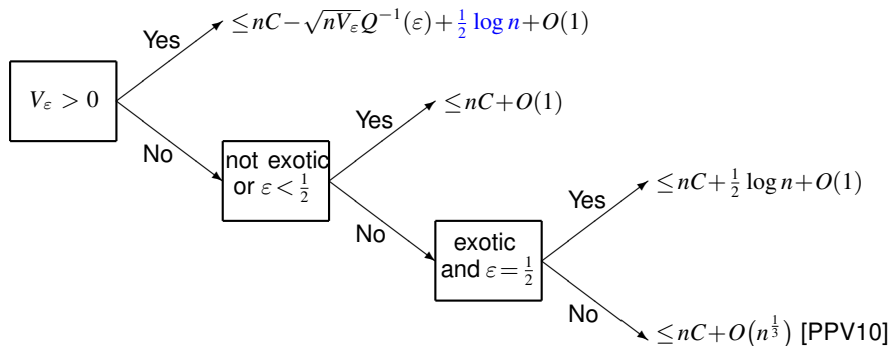 ≤ nC − √(nV_ε) Q⁻¹(ε) + ½ log n + O(1)
Yes
V_ε > 0
≤ nC + O(1)
No
Yes
not exotic
or ε < ½
≤ nC + ½ log n + O(1)
No
Yes
exotic
and ε = ½
No
≤ nC + O(n^{1/3}) [PPV10]